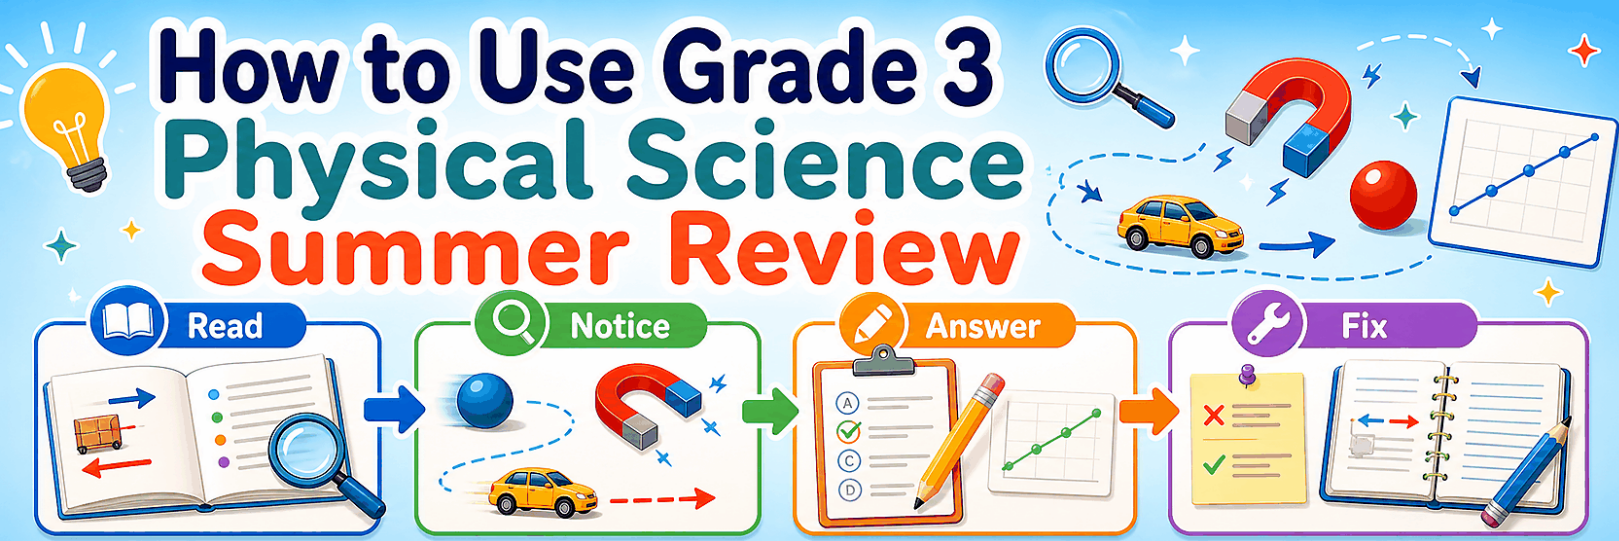 How to Use Grade 3
Physical Science
Summer Review
Read
Notice
Answer
Fix
A
C
D